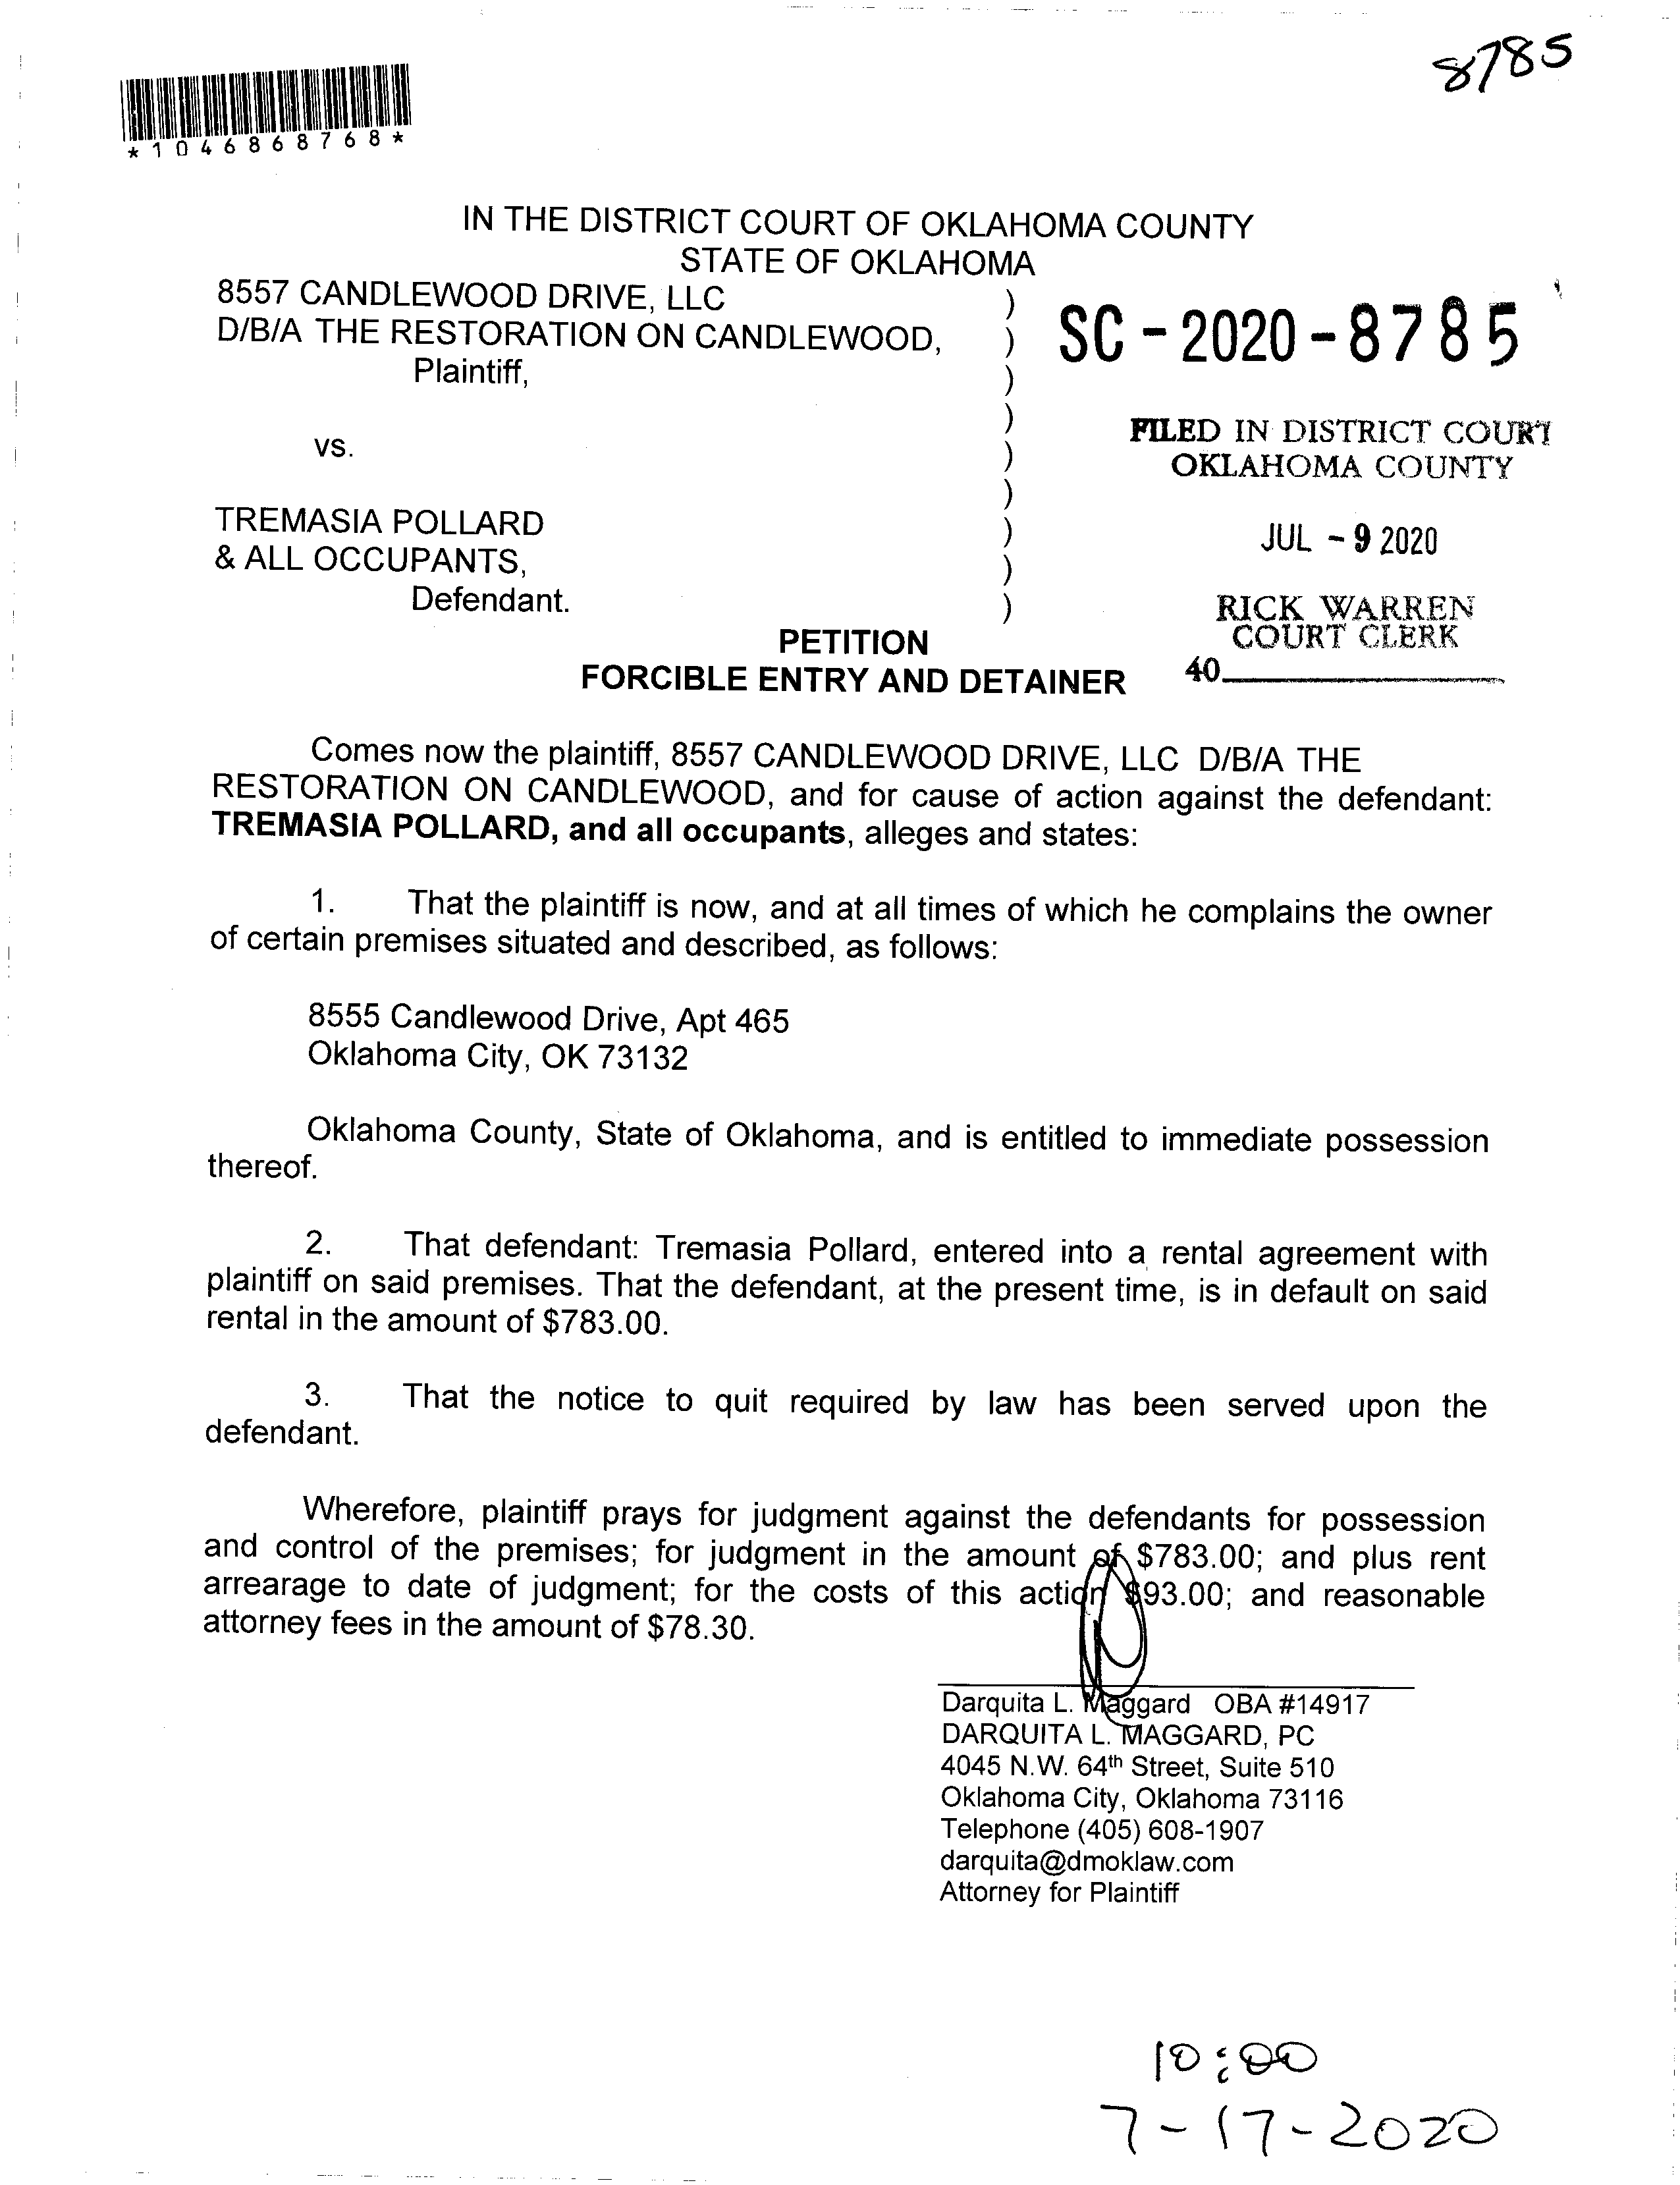 8785
*1046868768*
IN THE DISTRICT COURT OF OKLAHOMA COUNTY
STATE OF OKLAHOMA
8557 CANDLEWOOD DRIVE, LLC )
D/B/A THE RESTORATION ON CANDLEWOOD, ) SC-2020-8785
Plaintiff, )
)
FILED IN DISTRICT COURT
vs. )
OKLAHOMA COUNTY
)
TREMASIA POLLARD )
JUL - 9 2020
& ALL OCCUPANTS, )
Defendant. )
RICK WARREN
COURT CLERK
PETITION
FORCIBLE ENTRY AND DETAINER
40
Comes now the plaintiff, 8557 CANDLEWOOD DRIVE, LLC D/B/A THE
RESTORATION ON CANDLEWOOD, and for cause of action against the defendant:
TREMASIA POLLARD, and all occupants, alleges and states:
1. That the plaintiff is now, and at all times of which he complains the owner
of certain premises situated and described, as follows:
8555 Candlewood Drive, Apt 465
Oklahoma City, OK 73132
Oklahoma County, State of Oklahoma, and is entitled to immediate possession
thereof.
2. That defendant: Tremasia Pollard, entered into a rental agreement with
plaintiff on said premises. That the defendant, at the present time, is in default on said
rental in the amount of $783.00.
3. That the notice to quit required by law has been served upon the
defendant.
Wherefore, plaintiff prays for judgment against the defendants for possession
and control of the premises; for judgment in the amount of $783.00; and plus rent
arrearage to date of judgment; for the costs of this action $93.00; and reasonable
attorney fees in the amount of $78.30.
Darquita L. Maggard OBA #14917
DARQUITA L. MAGGARD, PC
4045 N.W. 64th Street, Suite 510
Oklahoma City, Oklahoma 73116
Telephone (405) 608-1907
darquita@dmoklaw.com
Attorney for Plaintiff
10:00
7-17-2020